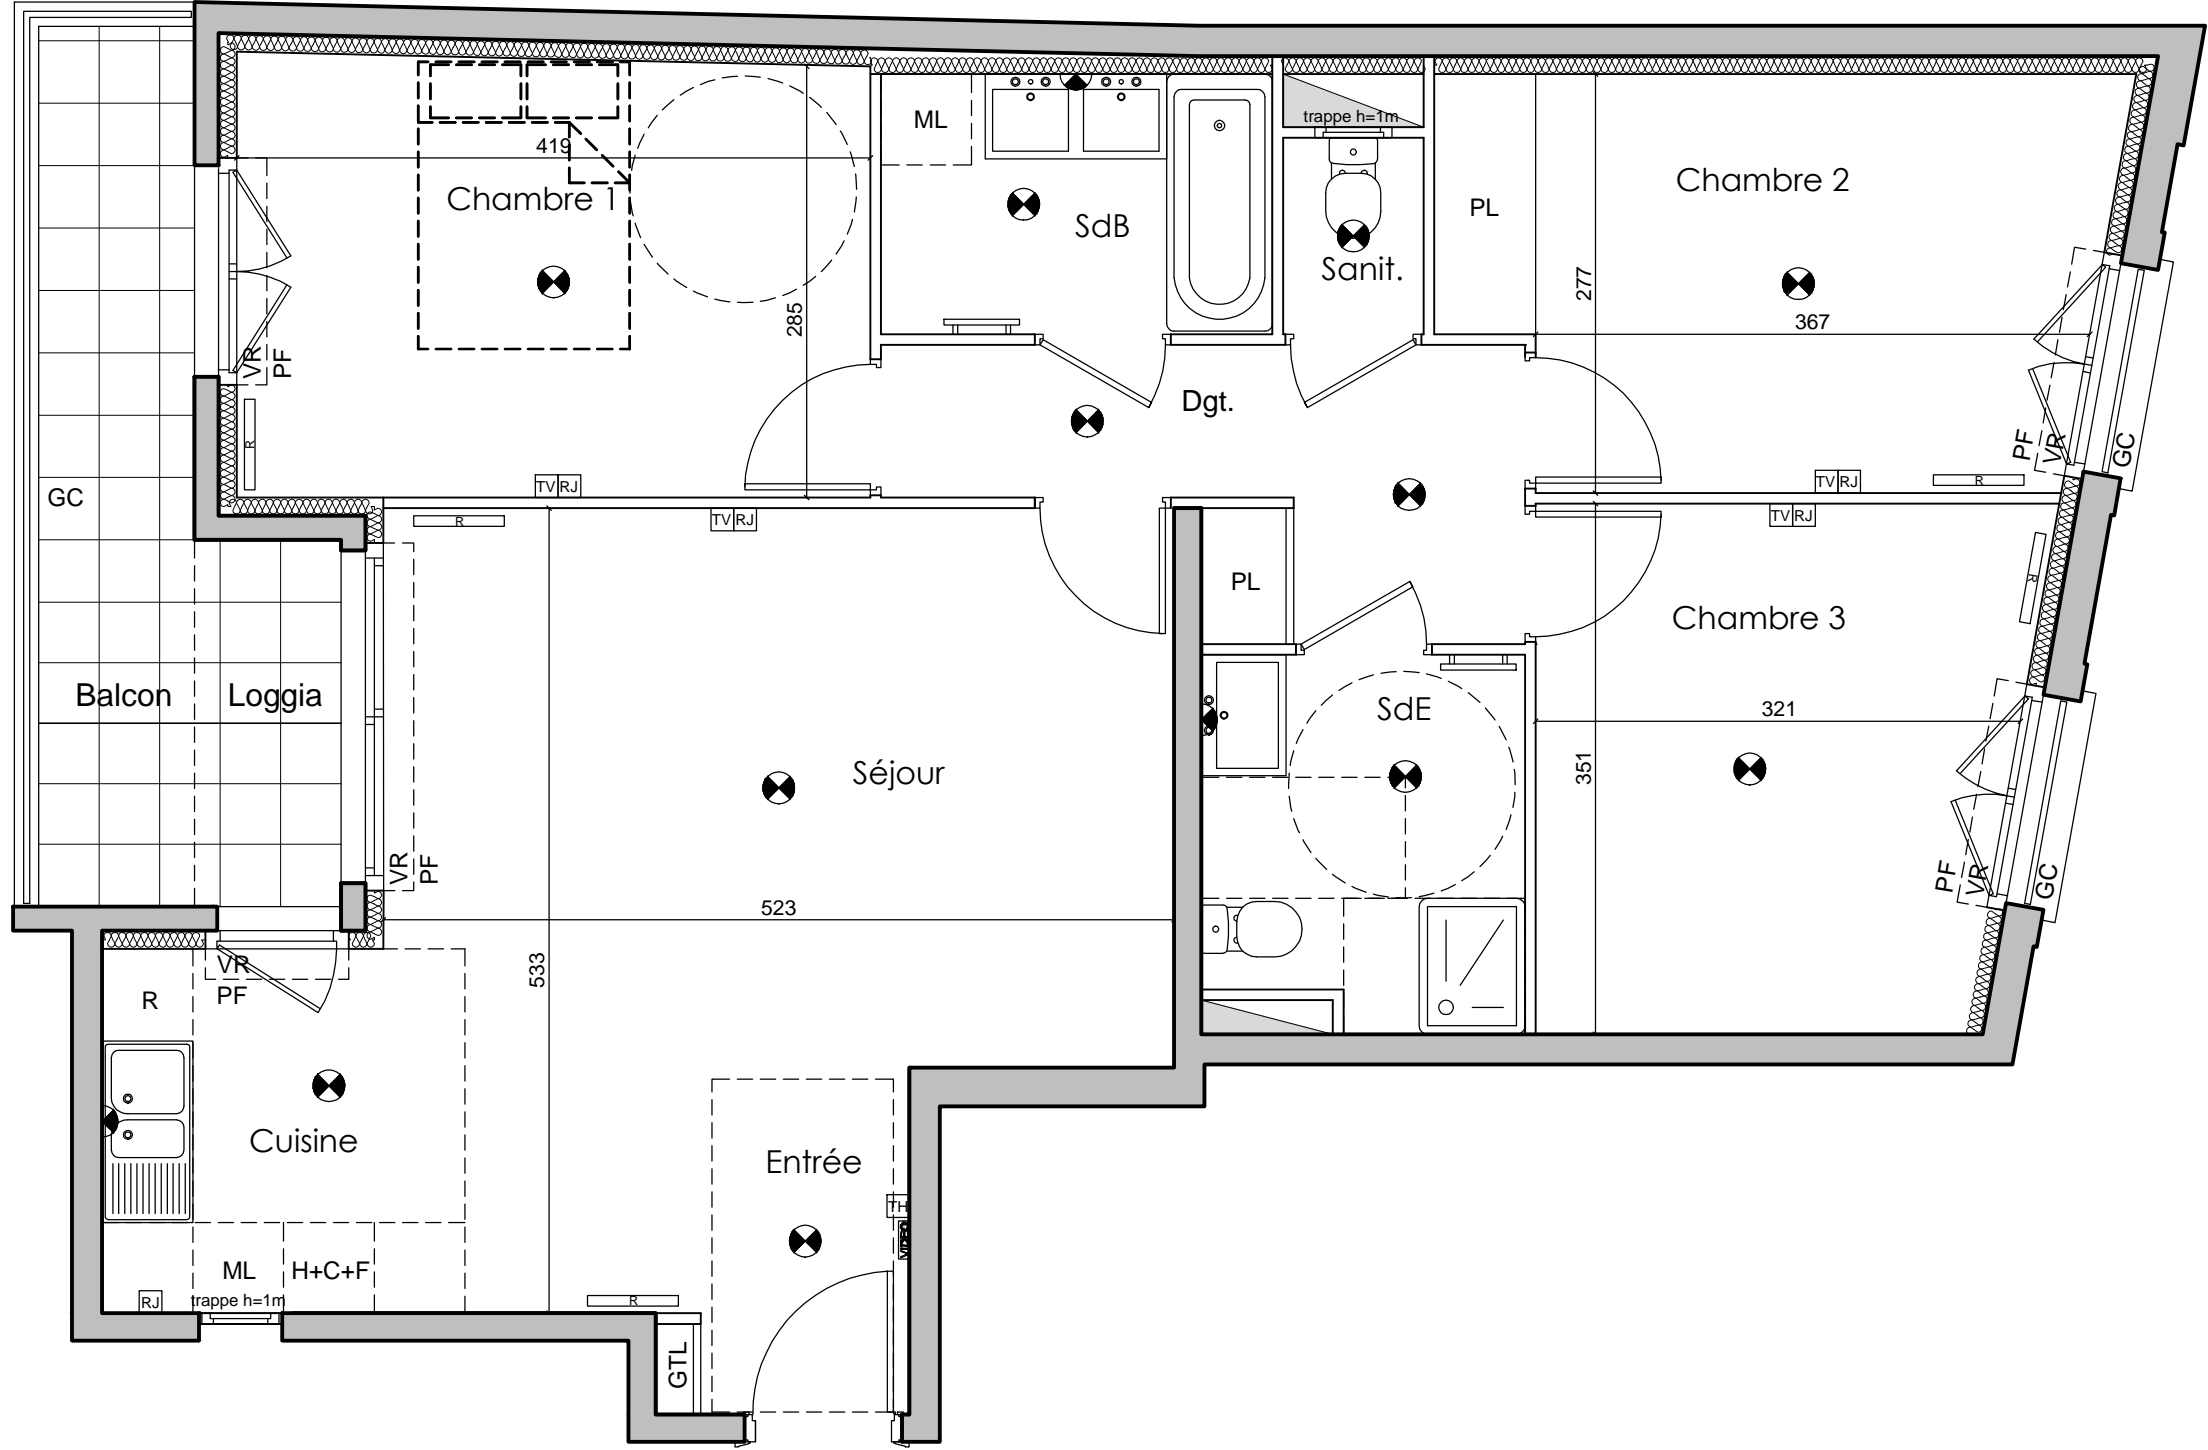 trappe h=1m
ML
419
Chambre 1
SdB
Sanit.
PL
Chambre 2
285
277
367
VR
PF
Dgt.
R
PF
VR
GC
TV RJ
TV RJ
R
GC
R
TV RJ
TV RJ
R
PL
Chambre 3
Balcon
Loggia
SdE
321
Séjour
351
VR
PF
PF
VR
GC
523
533
VR
PF
R
Cuisine
Entrée
TH
VIDEO
ML
H+C+F
RJ
trappe h=1m
R
GTL